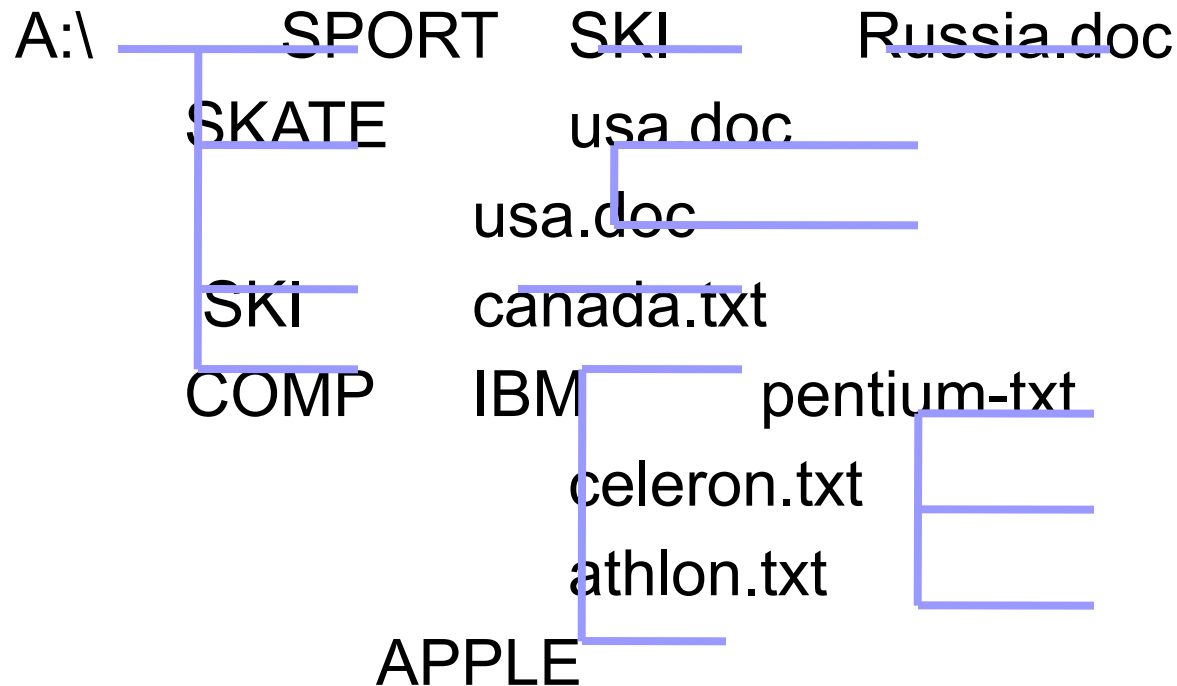 A:\ SPORT SKI Russia.doc
SKATE usa doc
usa.doc
SKI canada.txt
COMP IBM pentium-txt
celeron.txt
athlon.txt
APPLE